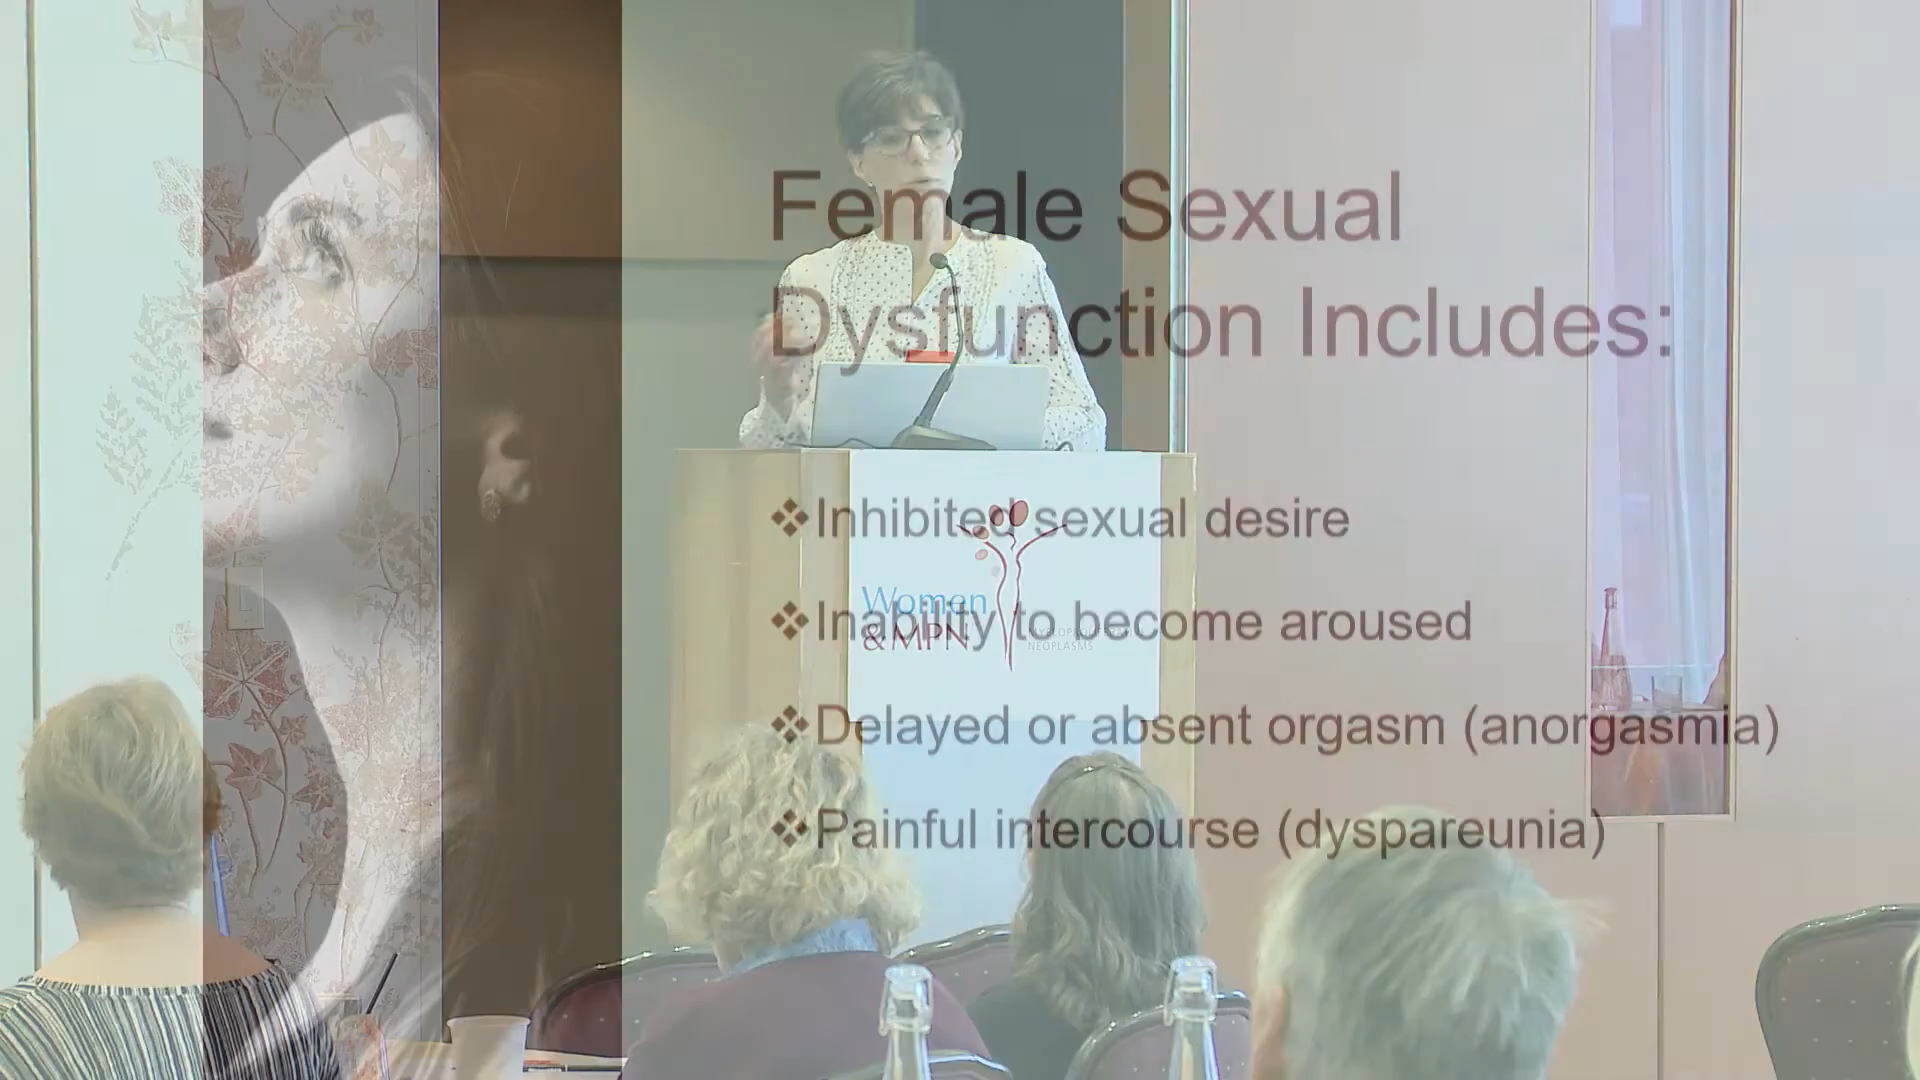 Female Sexual
Dysfunction Includes:
❖Inhibited sexual desire
❖Inability to become aroused
❖Delayed or absent orgasm (anorgasmia)
❖Painful intercourse (dyspareunia)
Women
& MPN
NEOPLASMS